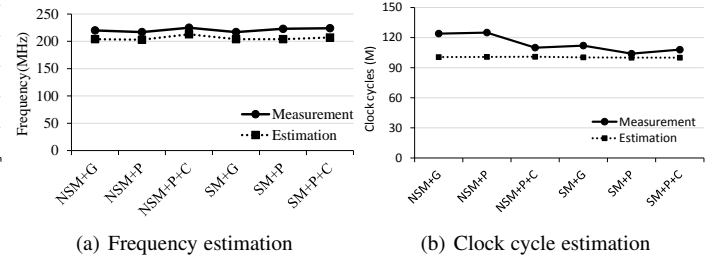 250
200
150
100
50
0
Frequency(MHz)
Measurement
Estimation
NSM+G
NSM+P
NSM+P+C
SM+G
SM+P
SM+P+C
(a) Frequency estimation
150
120
90
60
30
0
Clock cycles (M)
Measurement
Estimation
NSM+G
NSM+P
NSM+P+C
SM+G
SM+P
SM+P+C
(b) Clock cycle estimation